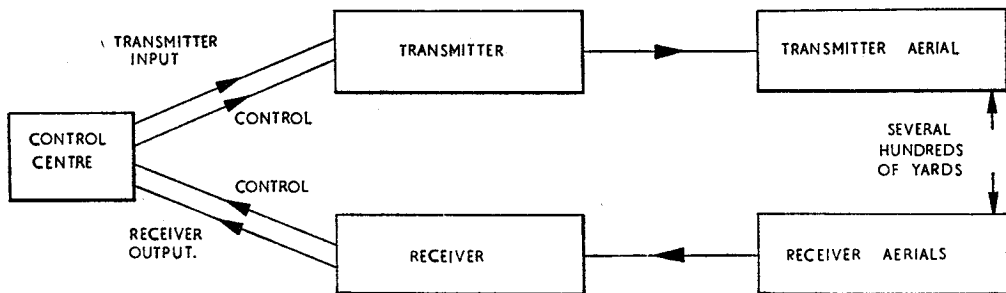 TRANSMITTER
INPUT
TRANSMITTER
TRANSMITTER AERIAL
CONTROL
CONTROL
CENTRE
SEVERAL
HUNDREDS
OF YARDS
CONTROL
RECEIVER
OUTPUT.
RECEIVER
RECEIVER AERIALS